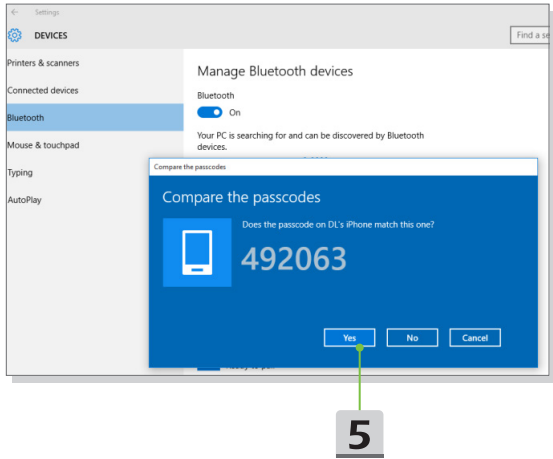 Settings
DEVICES
Find a se
Printers & scanners
Connected devices
Bluetooth
Mouse & touchpad
Typing
AutoPlay
Manage Bluetooth devices
Bluetooth
On
Your PC is searching for and can be discovered by Bluetooth
devices.
Compare the passcodes
Compare the passcodes
Does the passcode on DL's iPhone match this one?
492063
Yes
No
Cancel
5